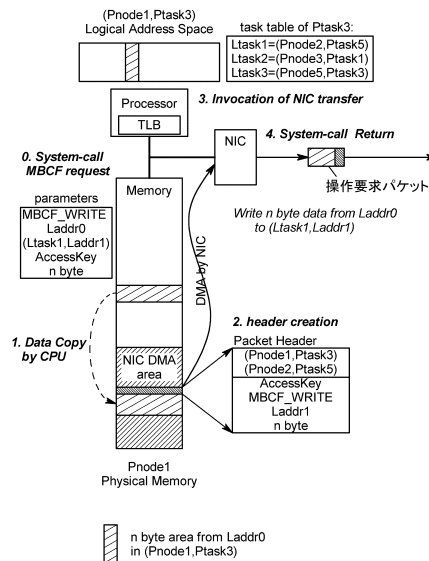 (Pnode1,Ptask3)
Logical Address Space
task table of Ptask3:
Ltask1=(Pnode2,Ptask5)
Ltask2=(Pnode3,Ptask1)
Ltask3=(Pnode5,Ptask3)
Processor
TLB
3. Invocation of NIC transfer
NIC
4. System-call Return
操作要求パケット
0. System-call
MBCF request
parameters
MBCF_WRITE
Laddr0
(Ltask1,Laddr1)
AccessKey
n byte
Memory
Write n byte data from Laddr0
to (Ltask1,Laddr1)
DMA by NIC
1. Data Copy
by CPU
NIC DMA
area
2. header creation
Packet Header
(Pnode1,Ptask3)
(Pnode2,Ptask5)
AccessKey
MBCF_WRITE
Laddr1
n byte
Pnode1
Physical Memory
n byte area from Laddr0
in (Pnode1,Ptask3)